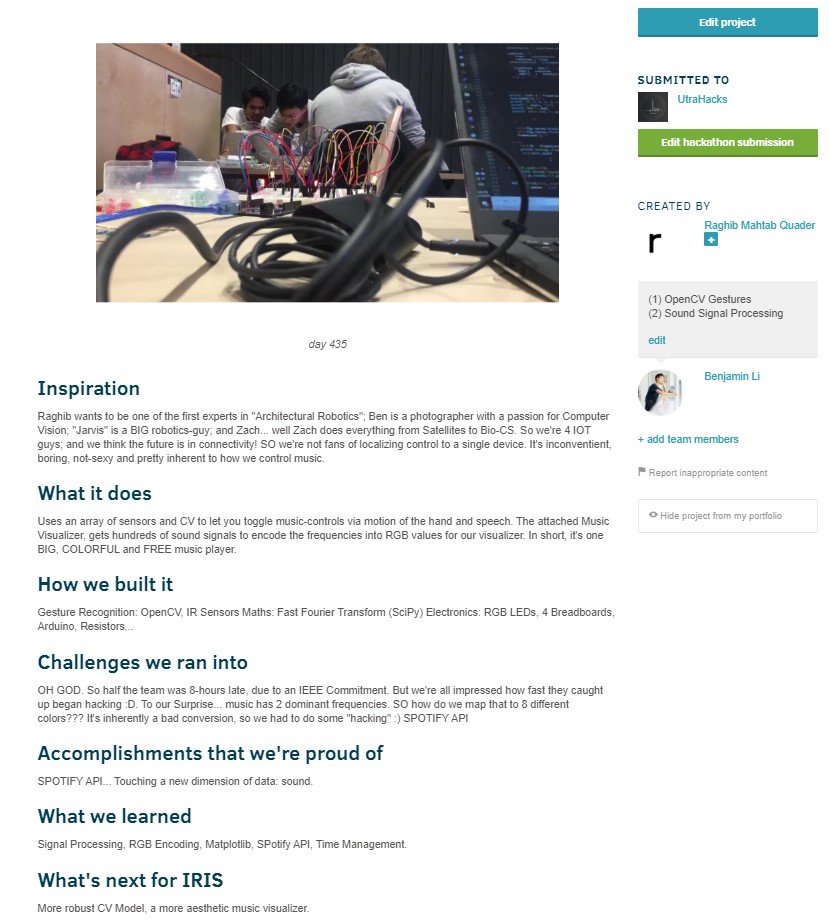 day 435
Inspiration
Raghib wants to be one of the first experts in "Architectural Robotics"; Ben is a photographer with a passion for Computer
Vision; "Jarvis" is a BIG robotics-guy; and Zach... well Zach does everything from Satellites to Bio-CS. So we're 4 IOT
guys; and we think the future is in connectivity! SO we're not fans of localizing control to a single device. It's inconventient,
boring, not-sexy and pretty inherent to how we control music.
What it does
Uses an array of sensors and CV to let you toggle music-controls via motion of the hand and speech. The attached Music
Visualizer, gets hundreds of sound signals to encode the frequencies into RGB values for our visualizer. In short, it's one
BIG, COLORFUL and FREE music player.
How we built it
Gesture Recognition: OpenCV, IR Sensors Maths: Fast Fourier Transform (SciPy) Electronics: RGB LEDs, 4 Breadboards,
Arduino, Resistors...
Challenges we ran into
OH GOD. So half the team was 8-hours late, due to an IEEE Commitment. But we're all impressed how fast they caught
up began hacking :D. To our Surprise... music has 2 dominant frequencies. SO how do we map that to 8 different
colors??? It's inherently a bad conversion, so we had to do some "hacking" :) SPOTIFY API
Accomplishments that we're proud of
SPOTIFY API... Touching a new dimension of data: sound.
What we learned
Signal Processing, RGB Encoding, Matplotlib, SPotify API, Time Management.
What's next for IRIS
More robust CV Model, a more aesthetic music visualizer.
Edit project
SUBMITTED TO
UtraHacks
Edit hackathon submission
CREATED BY
r
Raghib Mahtab Quader
(1) OpenCV Gestures
(2) Sound Signal Processing
edit
Benjamin Li
+ add team members
Report inappropriate content
Hide project from my portfolio